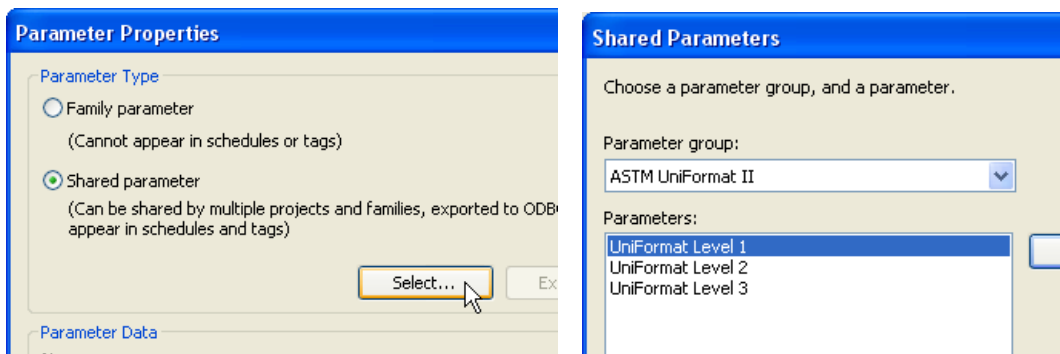 Parameter Properties
Parameter Type
Family parameter
(Cannot appear in schedules or tags)
Shared parameter
(Can be shared by multiple projects and families, exported to ODB
appear in schedules and tags)
Select...
Ex
Parameter Data
Shared Parameters
Choose a parameter group, and a parameter.
Parameter group:
ASTM UniFormat II
Parameters:
UniFormat Level 1
UniFormat Level 2
UniFormat Level 3